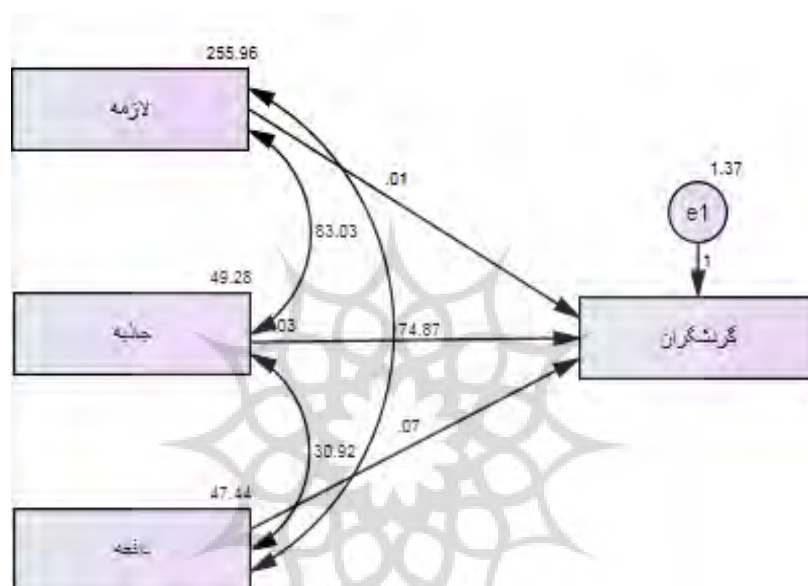 255.96
لازمه
.01
1.37
e1
1
83.03
49.28
جاذبه
.03
74.87
گردشگران
.07
30.92
47.44
دافعه